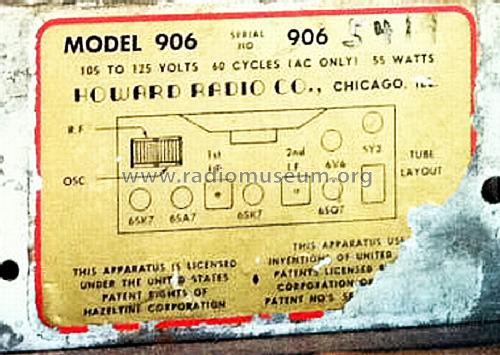 MODEL 906 SERIAL NO 906
105 TO 125 VOLTS 60 CYCLES (AC ONLY) 55 WATTS
HOWARD RADIO CO., CHICAGO, ILL.
R.F.
OSC
1st I.F.
2nd I.F.
6V6
5Y3
TUBE LAYOUT
6SK7 6SA7 6SK7 6SQ7
www.radiomuseum.org
THIS APPARATUS IS LICENSED
UNDER THE UNITED STATES
PATENT RIGHTS OF
HAZELTINE CORPORATION
THIS APPARATUS USE
INVENTIONS OF UNITED
PATENTS LICENSED B
PATENT NO'S